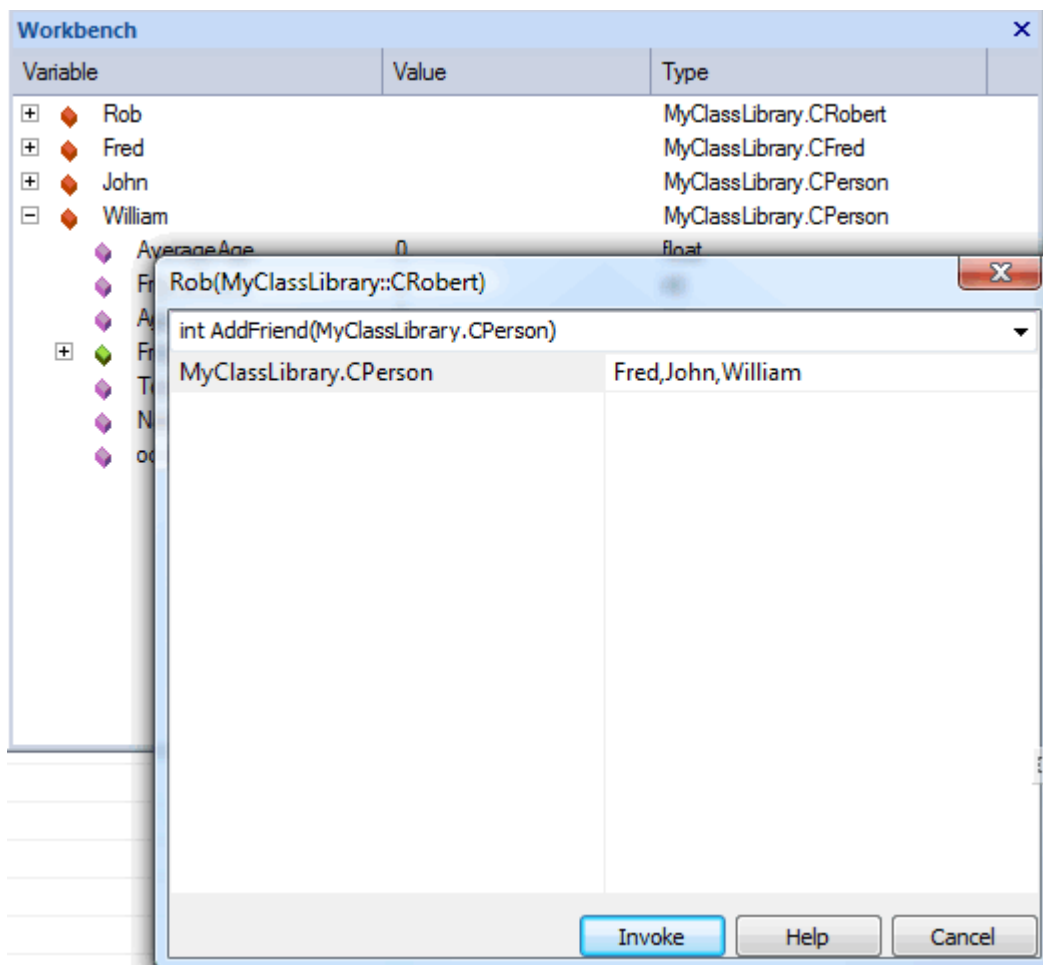 Workbench
Variable Value Type
Rob MyClassLibrary.CRobert
Fred MyClassLibrary.CFred
John MyClassLibrary.CPerson
William MyClassLibrary.CPerson
AverageAge 0 float
Rob(MyClassLibrary::CRobert)
int AddFriend(MyClassLibrary.CPerson)
MyClassLibrary.CPerson Fred,John,William
Invoke Help Cancel